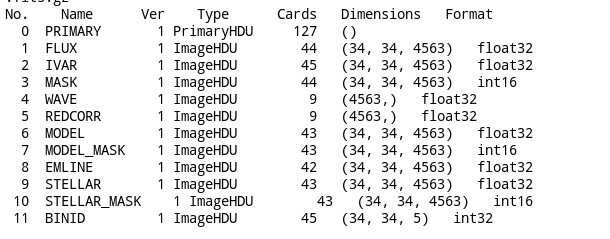 No.    Name      Ver    Type      Cards   Dimensions   Format
  0  PRIMARY       1 PrimaryHDU     127   ()
  1  FLUX          1 ImageHDU        44   (34, 34, 4563)   float32
  2  IVAR          1 ImageHDU        45   (34, 34, 4563)   float32
  3  MASK          1 ImageHDU        44   (34, 34, 4563)   int16
  4  WAVE          1 ImageHDU         9   (4563,)   float32
  5  REDCORR       1 ImageHDU         9   (4563,)   float32
  6  MODEL         1 ImageHDU        43   (34, 34, 4563)   float32
  7  MODEL_MASK    1 ImageHDU        43   (34, 34, 4563)   int16
  8  EMLINE        1 ImageHDU        42   (34, 34, 4563)   float32
  9  STELLAR       1 ImageHDU        43   (34, 34, 4563)   float32
 10  STELLAR_MASK    1 ImageHDU        43   (34, 34, 4563)   int16
 11  BINID         1 ImageHDU        45   (34, 34, 5)   int32